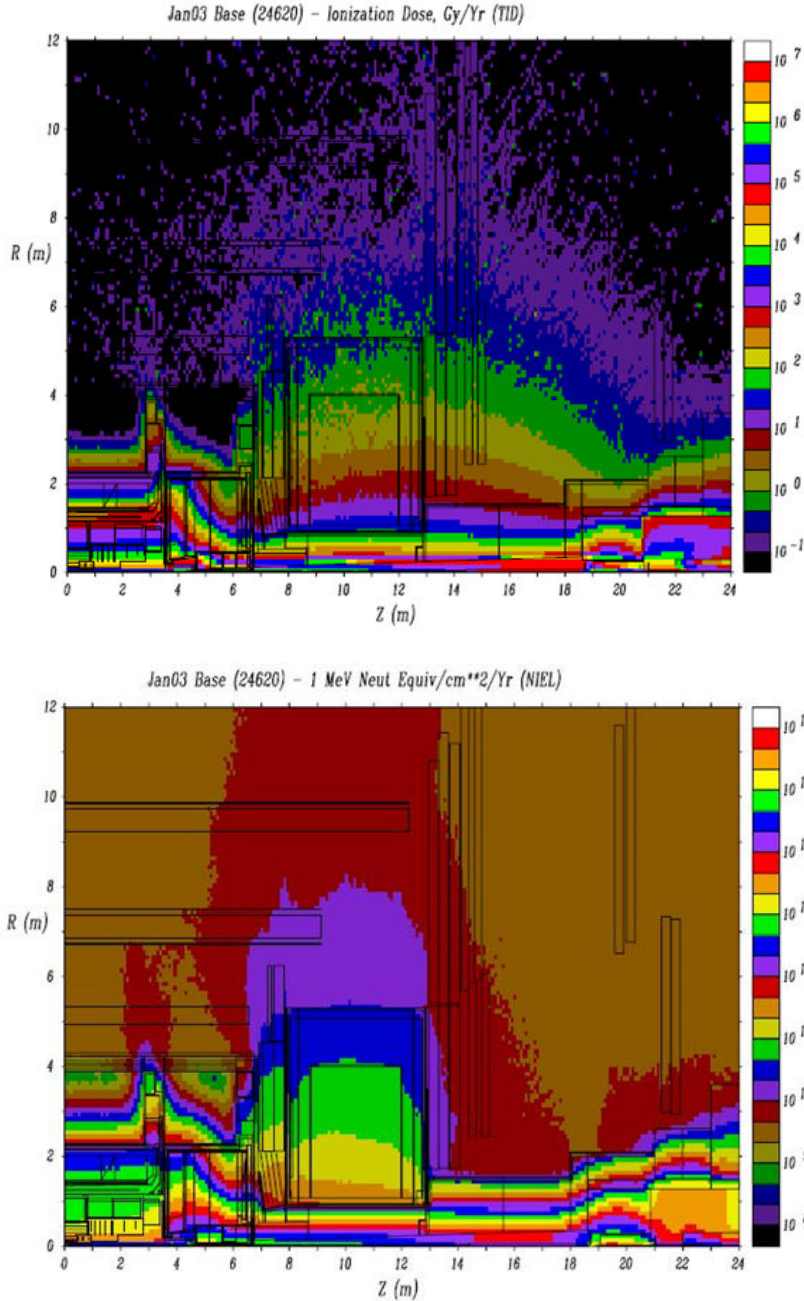 Jan03 Base (24620) - Ionization Dose, Gy/Yr (TID)
12
10
8
R (m)
6
4
2
0
0 2 4 6 8 10 12 14 16 18 20 22 24
Z (m)
10 7
10 6
10 5
10 4
10 3
10 2
10 1
10 0
10 -1
Jan03 Base (24620) - 1 MeV Neut Equiv/cm**2/Yr (NIEL)
12
10
8
R (m)
6
4
2
0
0 2 4 6 8 10 12 14 16 18 20 22 24
Z (m)